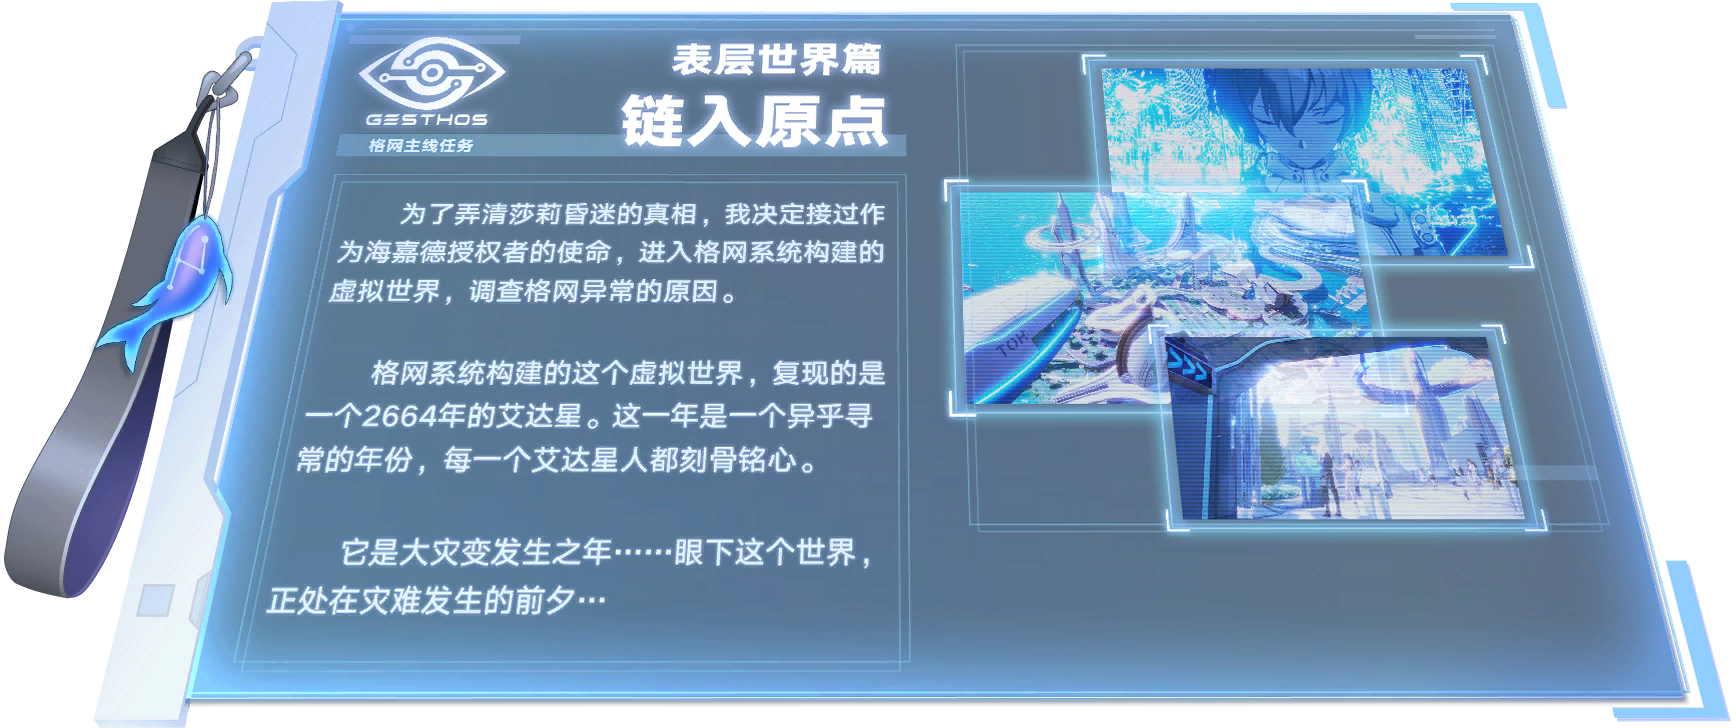 GESTHOS
格网主线任务
表层世界篇
链入原点
为了弄清莎莉昏迷的真相，我决定接过作
为海嘉德授权者的使命，进入格网系统构建的
虚拟世界，调查格网异常的原因。
格网系统构建的这个虚拟世界，复现的是
一个2664年的艾达星。这一年是一个异乎寻
常的年份，每一个艾达星人都刻骨铭心。
它是大灾变发生之年……眼下这个世界，
正处在灾难发生的前夕…
TOH